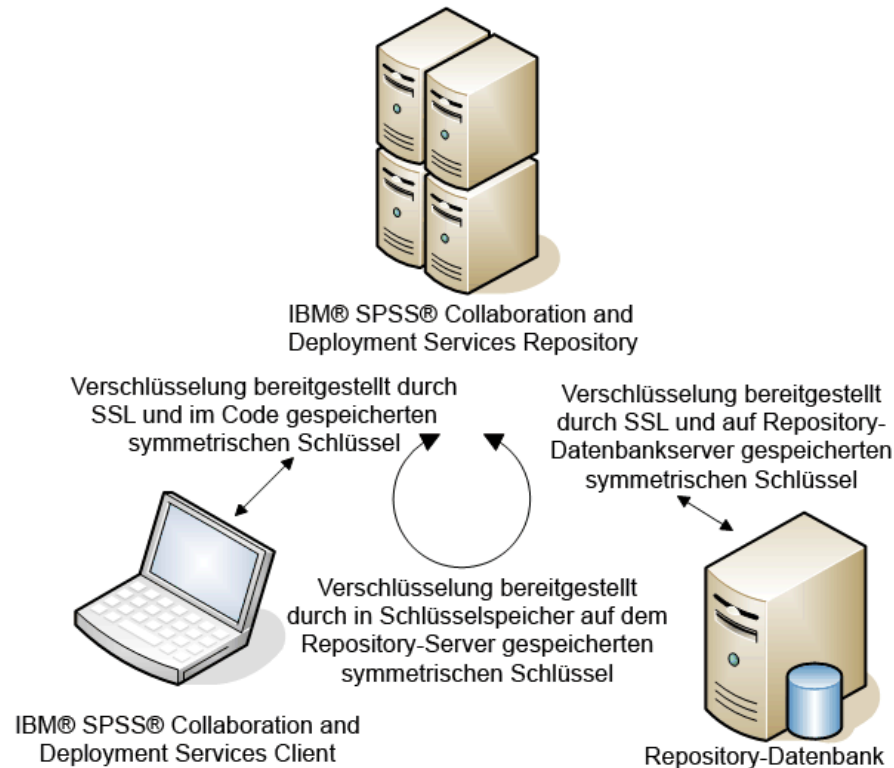 IBM® SPSS® Collaboration and
Deployment Services Repository
Verschlüsselung bereitgestellt durch
SSL und im Code gespeicherten
symmetrischen Schlüssel
Verschlüsselung bereitgestellt
durch SSL und auf Repository-
Datenbankserver gespeicherten
symmetrischen Schlüssel
Verschlüsselung bereitgestellt
durch in Schlüsselspeicher auf dem
Repository-Server gespeicherten
symmetrischen Schlüssel
IBM® SPSS® Collaboration and
Deployment Services Client
Repository-Datenbank